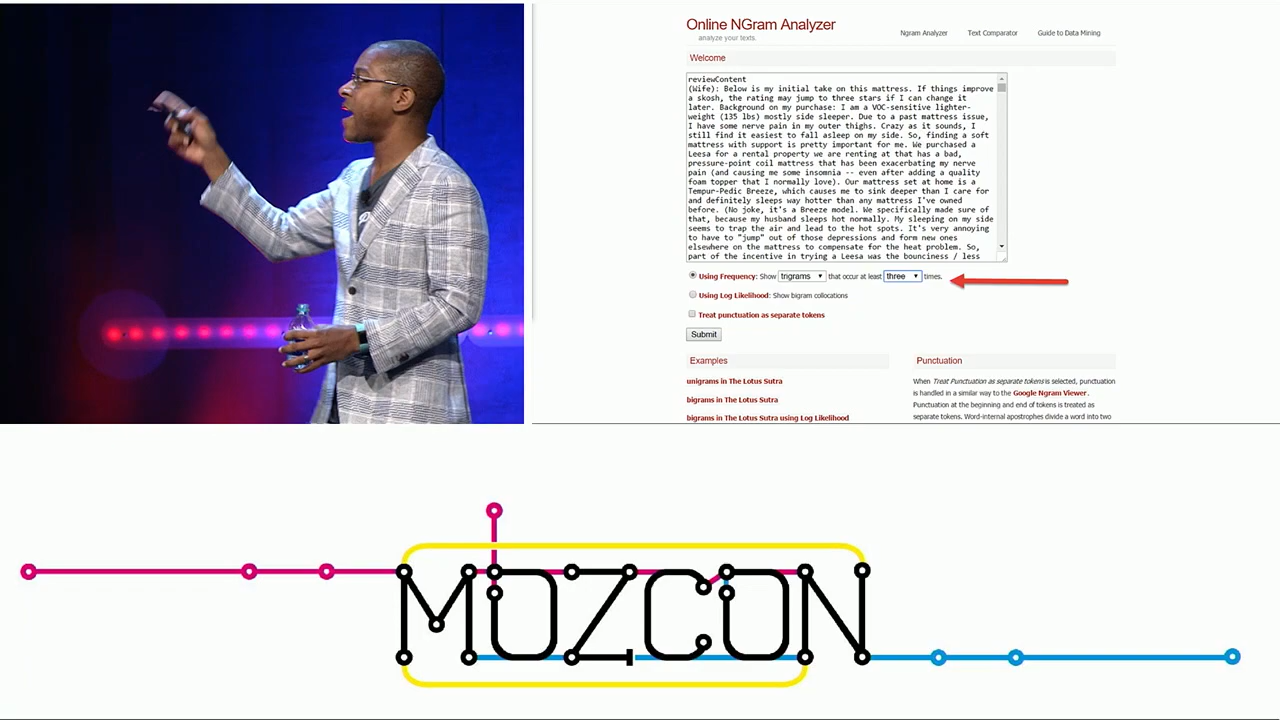 Online NGram Analyzer
analyze your texts.
Ngram Analyzer Text Comparator Guide to Data Mining
Welcome
reviewContent
(Wife): Below is my initial take on this mattress. If things improve
a skosh, the rating may jump to three stars if I can change it
later. Background on my purchase: I am a VOC-sensitive lighter-
weight (135 lbs) mostly side sleeper. Due to a past mattress issue,
I have some nerve pain in my outer thighs. Crazy as it sounds, I
still find it easiest to fall asleep on my side. So, finding a soft
mattress with support is pretty important for me. We purchased a
Leesa for a rental property we are renting at that has a bad,
pressure-point coil mattress that has been exacerbating my nerve
pain (and causing me some insomnia -- even after adding a quality
foam topper that I normally love). Our mattress set at home is a
Tempur-Pedic Breeze, which causes me to sink deeper than I care for
and definitely sleeps way hotter than any mattress I've owned
before. (No joke, it's a Breeze model. We specifically made sure of
that, because my husband sleeps hot normally. My sleeping on my side
seems to trap the air and lead to the hot spots. It's very annoying
to have to "jump" out of those depressions and form new ones
elsewhere on the mattress to compensate for the heat problem. So,
part of the incentive in trying a Leesa was the bounciness / less
Using Frequency: Show trigrams that occur at least three times.
Using Log Likelihood: Show bigram collocations
Treat punctuation as separate tokens
Submit
Examples
unigrams in The Lotus Sutra
bigrams in The Lotus Sutra
bigrams in The Lotus Sutra using Log Likelihood
Punctuation
When Treat Punctuation as separate tokens is selected, punctuation
is handled in a similar way to the Google Ngram Viewer.
Punctuation at the beginning and end of tokens is treated as
separate tokens. Word-internal apostrophes divide a word into two
MOZCON